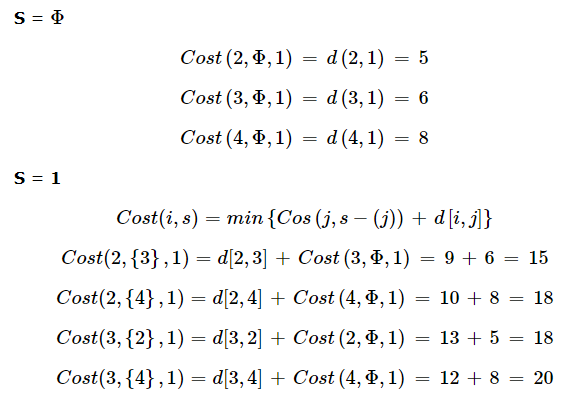 S = Φ
Cost (2, Φ, 1) = d (2, 1) = 5
Cost (3, Φ, 1) = d (3, 1) = 6
Cost (4, Φ, 1) = d (4, 1) = 8
S = 1
Cost(i, s) = min {Cos (j, s − (j)) + d [i, j]}
Cost(2, {3} , 1) = d[2, 3] + Cost (3, Φ, 1) = 9 + 6 = 15
Cost(2, {4} , 1) = d[2, 4] + Cost (4, Φ, 1) = 10 + 8 = 18
Cost(3, {2} , 1) = d[3, 2] + Cost (2, Φ, 1) = 13 + 5 = 18
Cost(3, {4} , 1) = d[3, 4] + Cost (4, Φ, 1) = 12 + 8 = 20